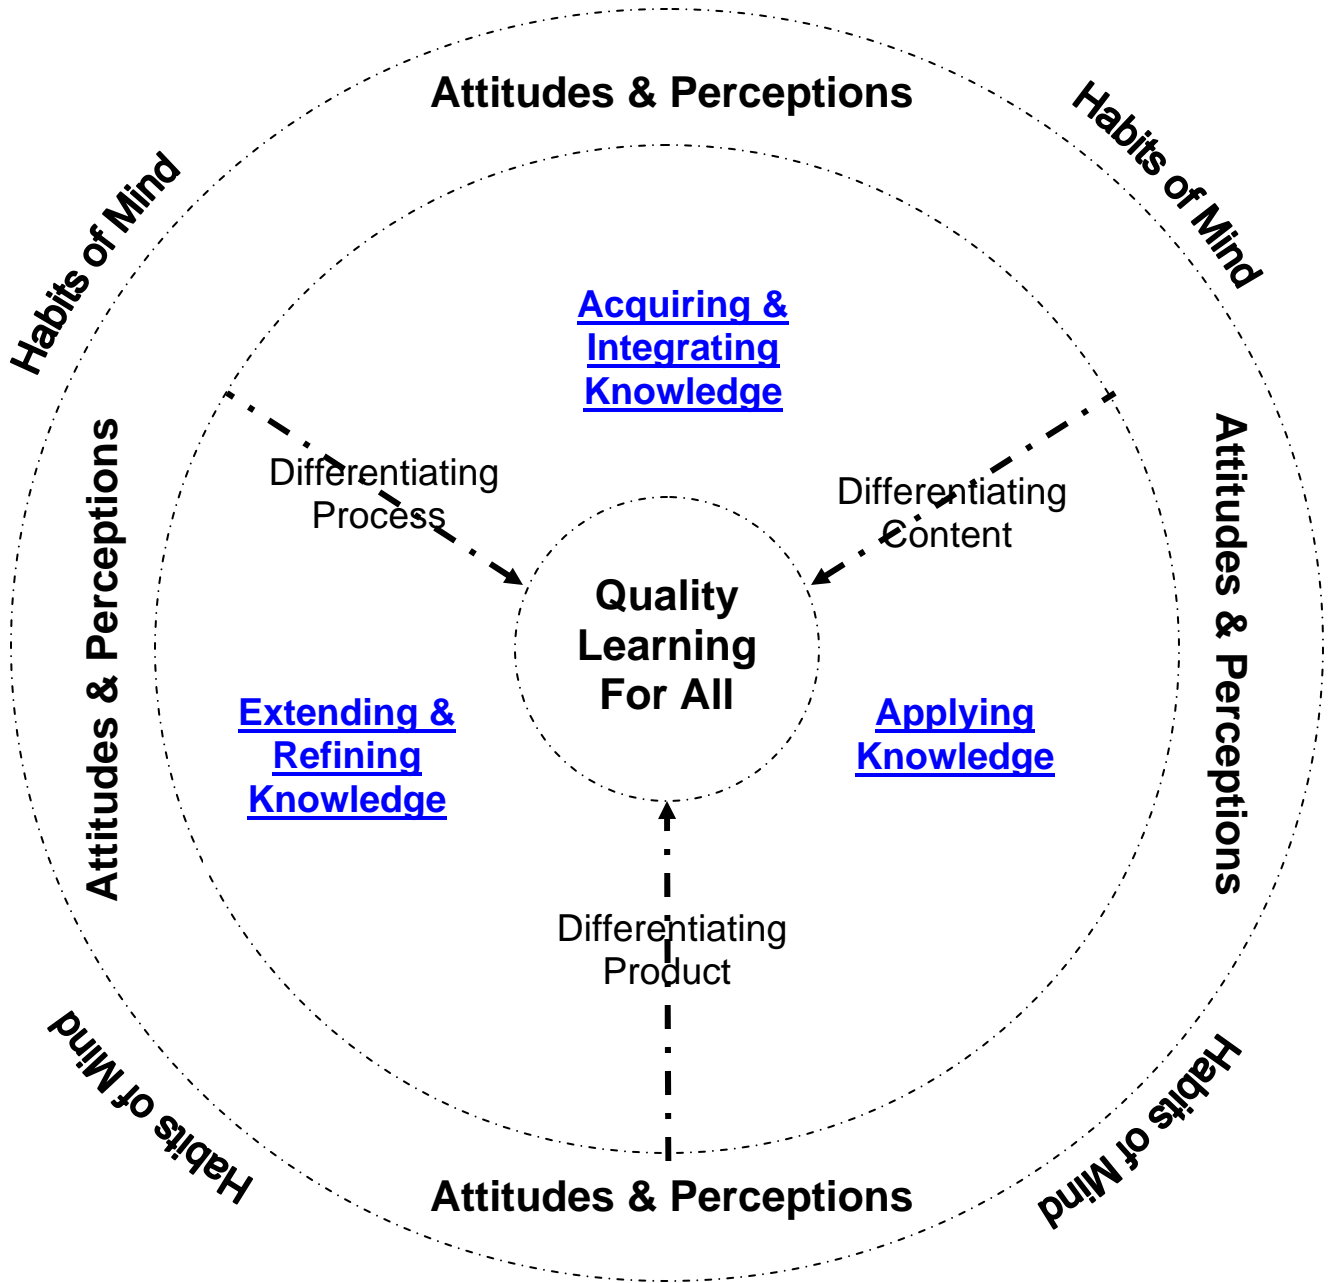 Attitudes & Perceptions
Habits of Mind
Habits of Mind
Acquiring &
Integrating
Knowledge
Attitudes & Perceptions
Differentiating
Process
Differentiating
Content
Attitudes & Perceptions
Quality
Learning
For All
Extending &
Refining
Knowledge
Applying
Knowledge
Differentiating
Product
Habits of Mind
Habits of Mind
Attitudes & Perceptions